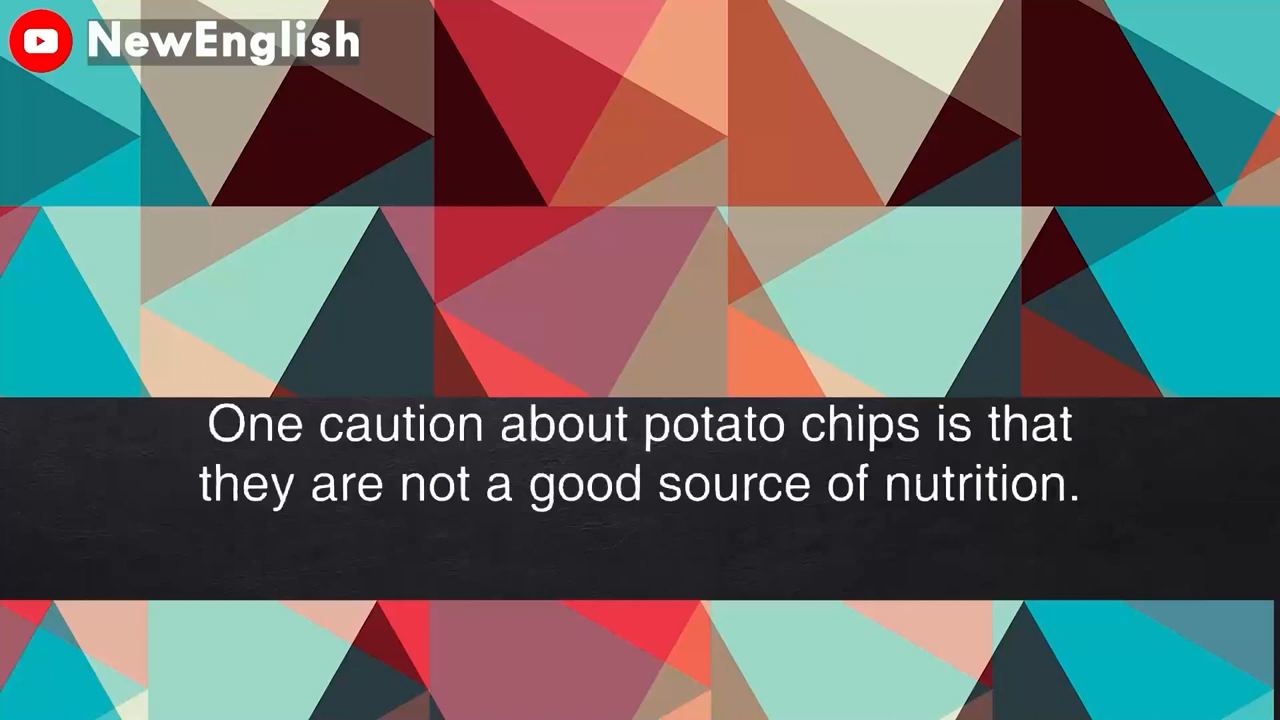 NewEnglish
One caution about potato chips is that
they are not a good source of nutrition.